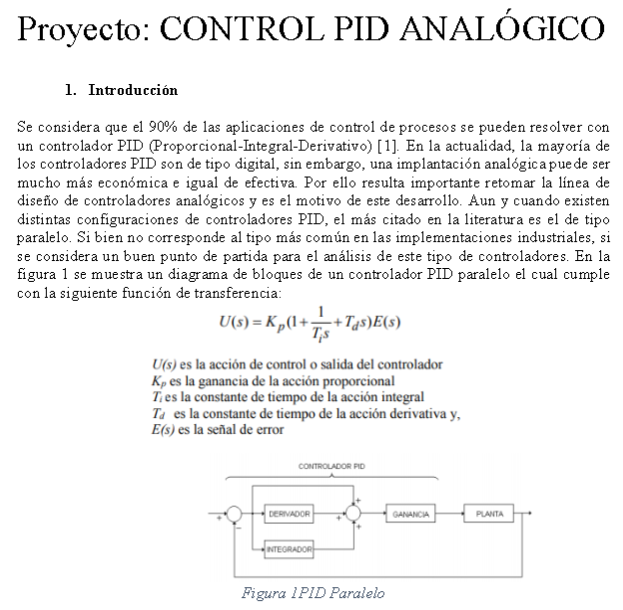 Proyecto: CONTROL PID ANALÓGICO
1. Introducción
Se considera que el 90% de las aplicaciones de control de procesos se pueden resolver con
un controlador PID (Proporcional-Integral-Derivativo) [1]. En la actualidad, la mayoría de
los controladores PID son de tipo digital, sin embargo, una implantación analógica puede ser
mucho más económica e igual de efectiva. Por ello resulta importante retomar la línea de
diseño de controladores analógicos y es el motivo de este desarrollo. Aun y cuando existen
distintas configuraciones de controladores PID, el más citado en la literatura es el de tipo
paralelo. Si bien no corresponde al tipo más común en las implementaciones industriales, si
se considera un buen punto de partida para el análisis de este tipo de controladores. En la
figura 1 se muestra un diagrama de bloques de un controlador PID paralelo el cual cumple
con la siguiente función de transferencia:
U(s) = K_p(1 + 1/(T_i s) + T_d s)E(s)
U(s) es la acción de control o salida del controlador
K_p es la ganancia de la acción proporcional
T_i es la constante de tiempo de la acción integral
T_d es la constante de tiempo de la acción derivativa y,
E(s) es la señal de error
CONTROLADOR PID
+ − DERIVADOR + + + GANANCIA PLANTA
INTEGRADOR
Figura 1PID Paralelo